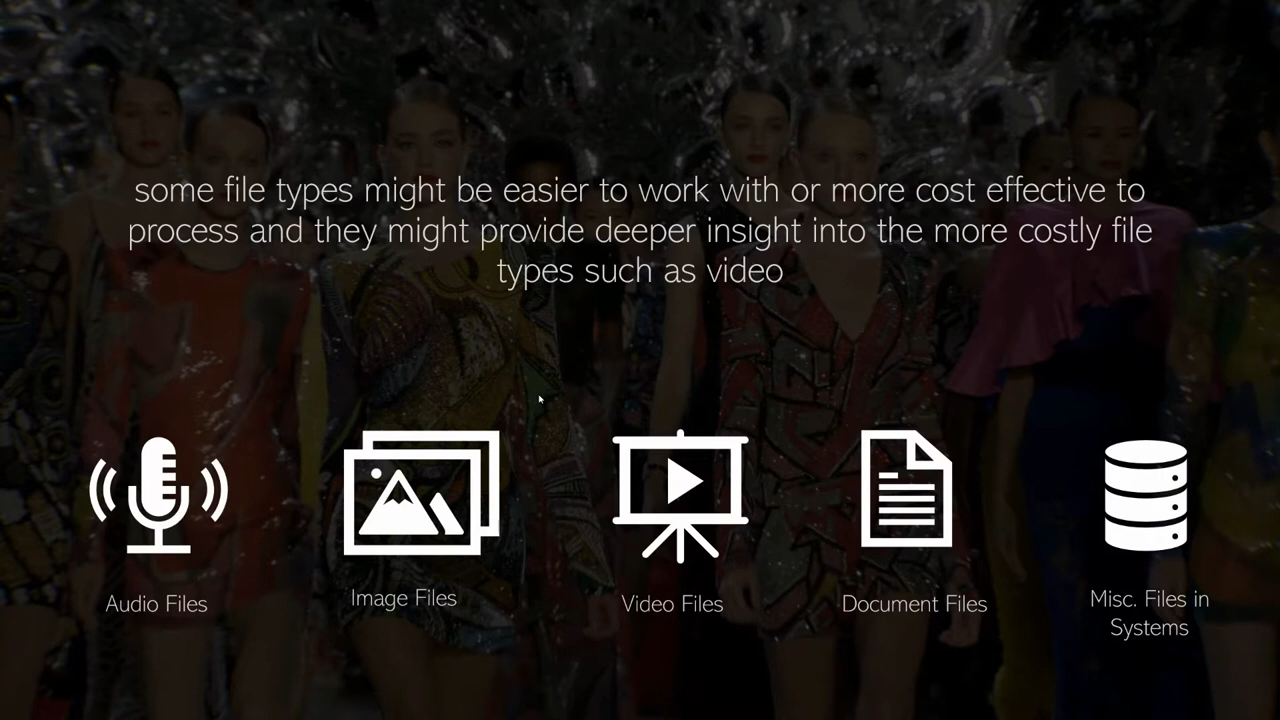 some file types might be easier to work with or more cost effective to
process and they might provide deeper insight into the more costly file
types such as video
Audio Files
Image Files
Video Files
Document Files
Misc. Files in
Systems